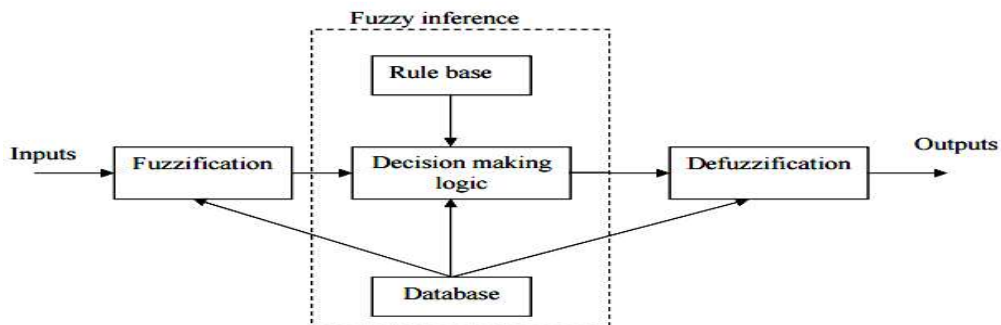 Fuzzy inference
Rule base
Inputs
Fuzzification
Decision making
logic
Defuzzification
Outputs
Database